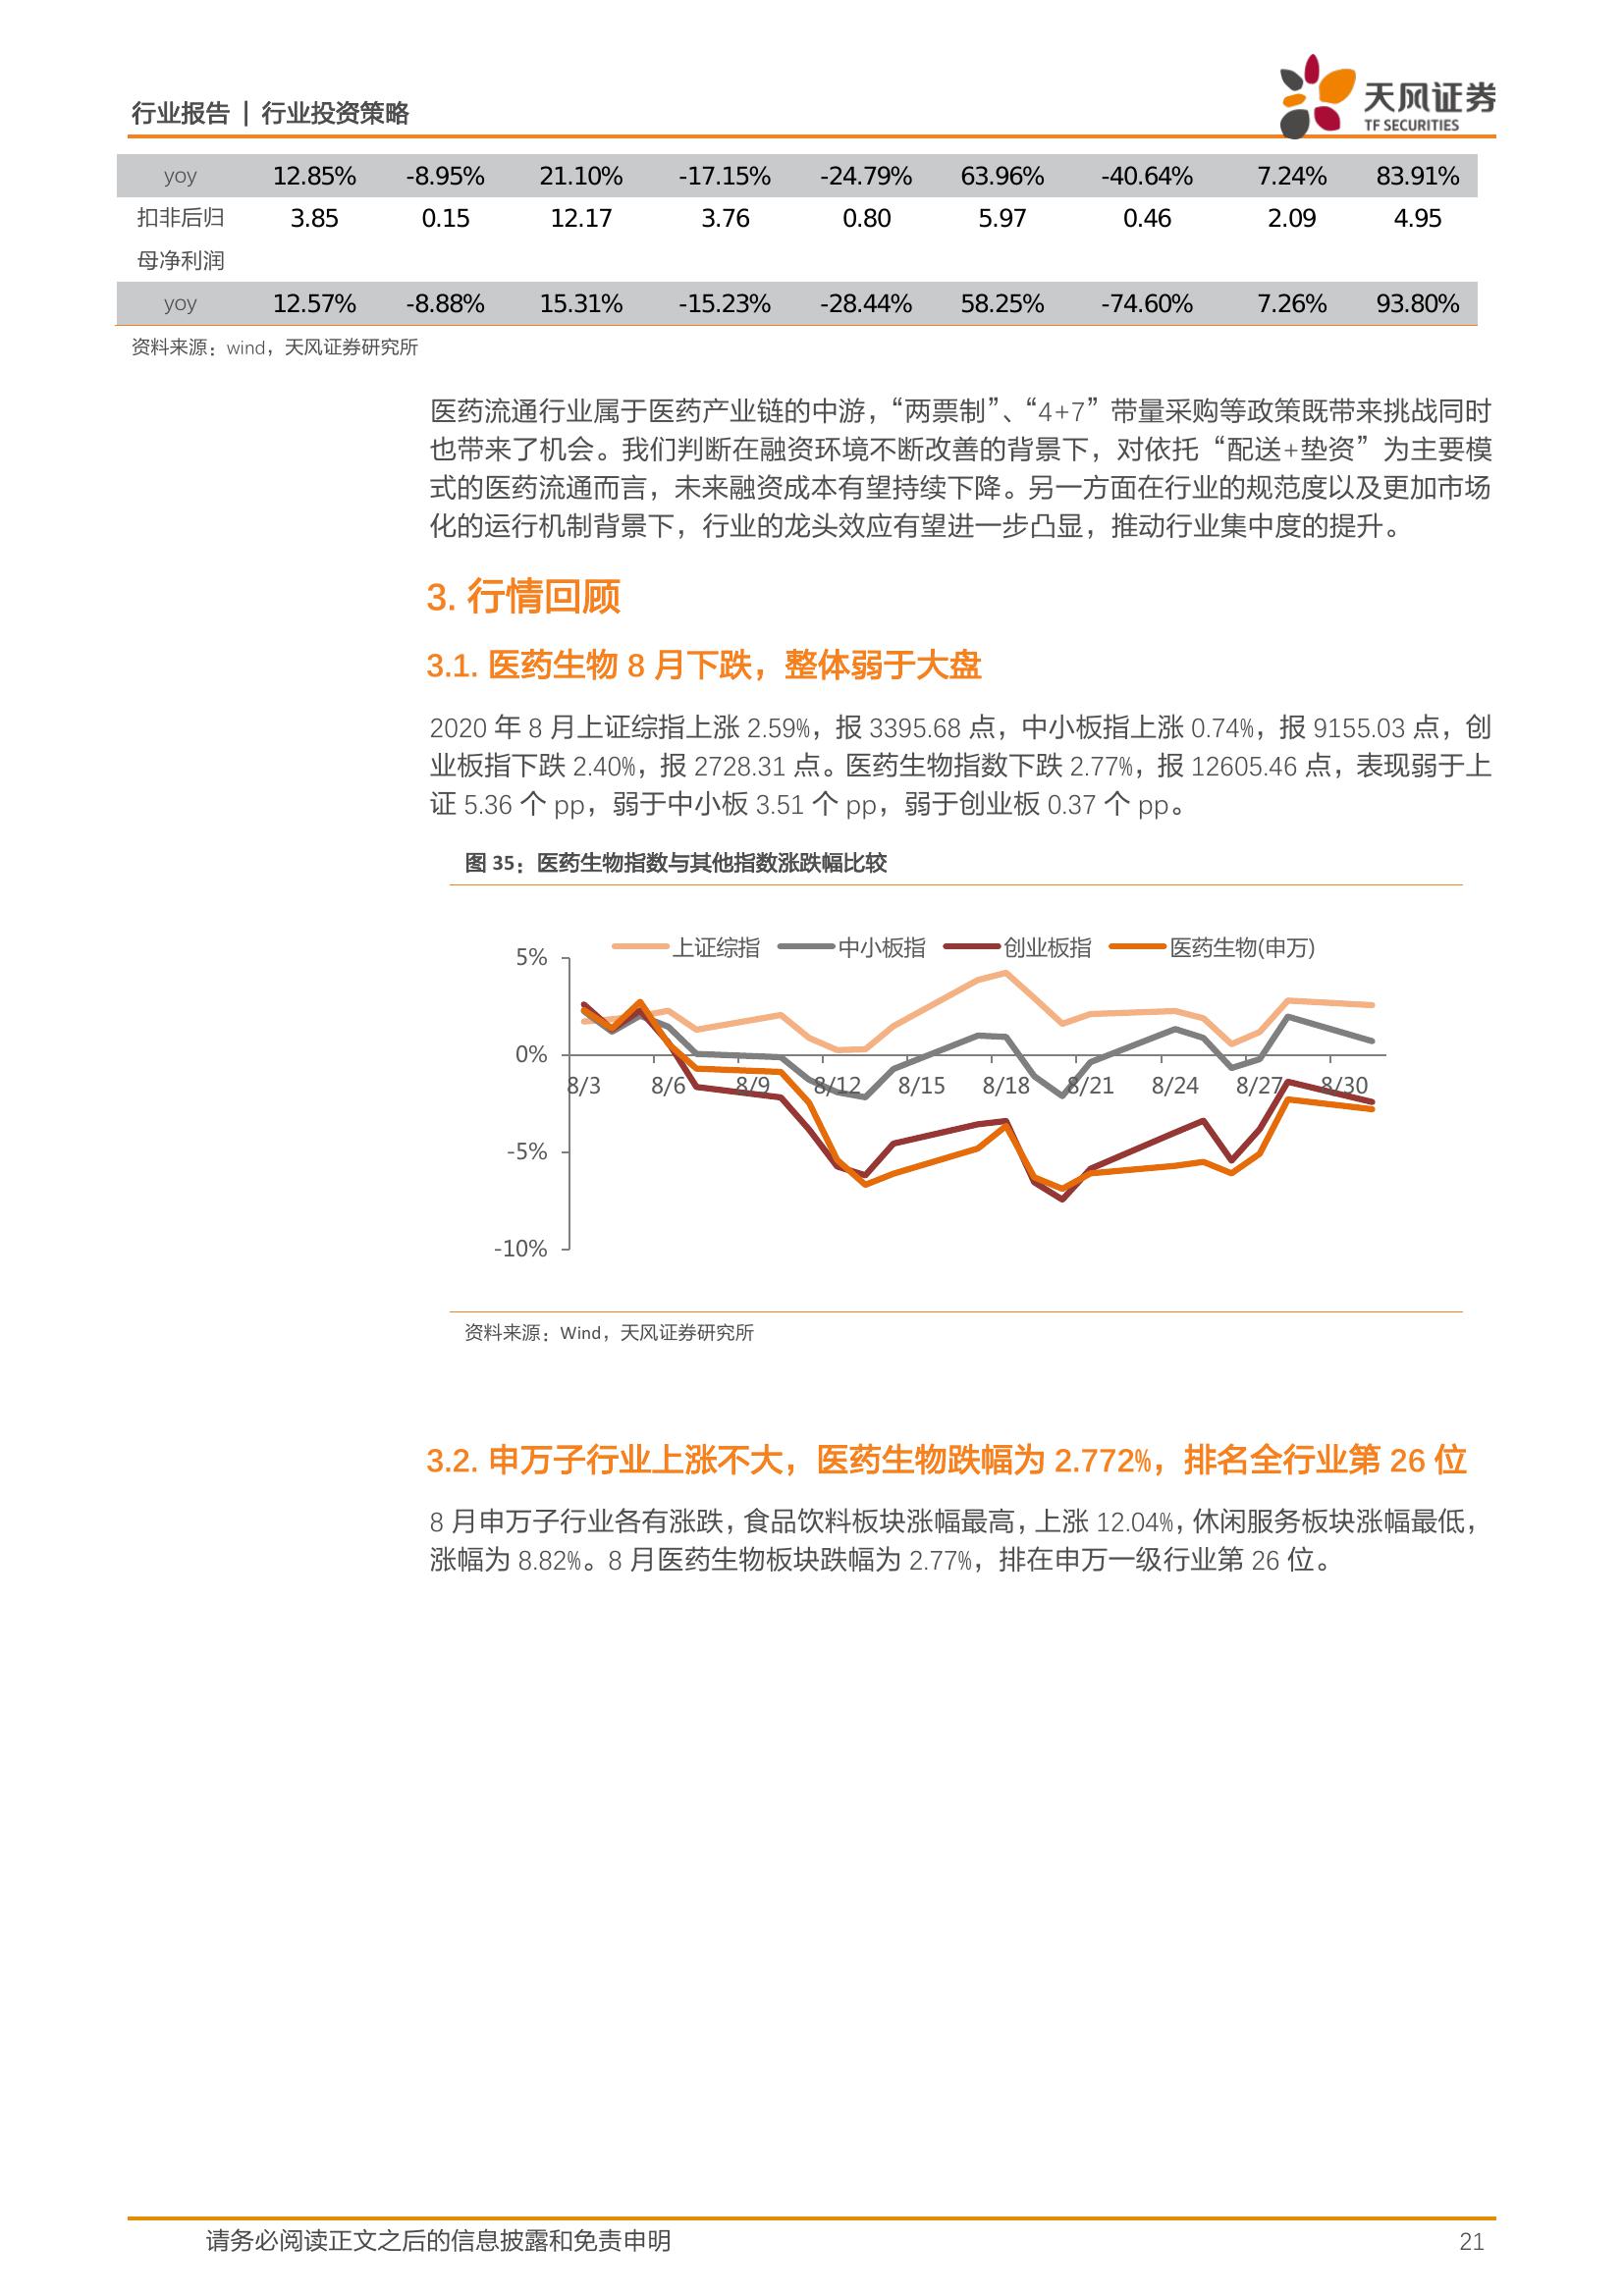 行业报告 | 行业投资策略
天风证券
TF SECURITIES
yoy 12.85% -8.95% 21.10% -17.15% -24.79% 63.96% -40.64% 7.24% 83.91%
扣非后归 3.85 0.15 12.17 3.76 0.80 5.97 0.46 2.09 4.95
母净利润
yoy 12.57% -8.88% 15.31% -15.23% -28.44% 58.25% -74.60% 7.26% 93.80%
资料来源：wind，天风证券研究所
医药流通行业属于医药产业链的中游，“两票制”、“4+7”带量采购等政策既带来挑战同时
也带来了机会。我们判断在融资环境不断改善的背景下，对依托“配送+垫资”为主要模
式的医药流通而言，未来融资成本有望持续下降。另一方面在行业的规范度以及更加市场
化的运行机制背景下，行业的龙头效应有望进一步凸显，推动行业集中度的提升。
3. 行情回顾
3.1. 医药生物 8 月下跌，整体弱于大盘
2020 年 8 月上证综指上涨 2.59%，报 3395.68 点，中小板指上涨 0.74%，报 9155.03 点，创
业板指下跌 2.40%，报 2728.31 点。医药生物指数下跌 2.77%，报 12605.46 点，表现弱于上
证 5.36 个 pp，弱于中小板 3.51 个 pp，弱于创业板 0.37 个 pp。
图 35：医药生物指数与其他指数涨跌幅比较
上证综指 中小板指 创业板指 医药生物(申万)
5%
0%
8/3 8/6 8/9 8/12 8/15 8/18 8/21 8/24 8/27 8/30
-5%
-10%
资料来源：Wind，天风证券研究所
3.2. 申万子行业上涨不大，医药生物跌幅为 2.772%，排名全行业第 26 位
8 月申万子行业各有涨跌，食品饮料板块涨幅最高，上涨 12.04%，休闲服务板块涨幅最低，
涨幅为 8.82%。8 月医药生物板块跌幅为 2.77%，排在申万一级行业第 26 位。
请务必阅读正文之后的信息披露和免责申明 21